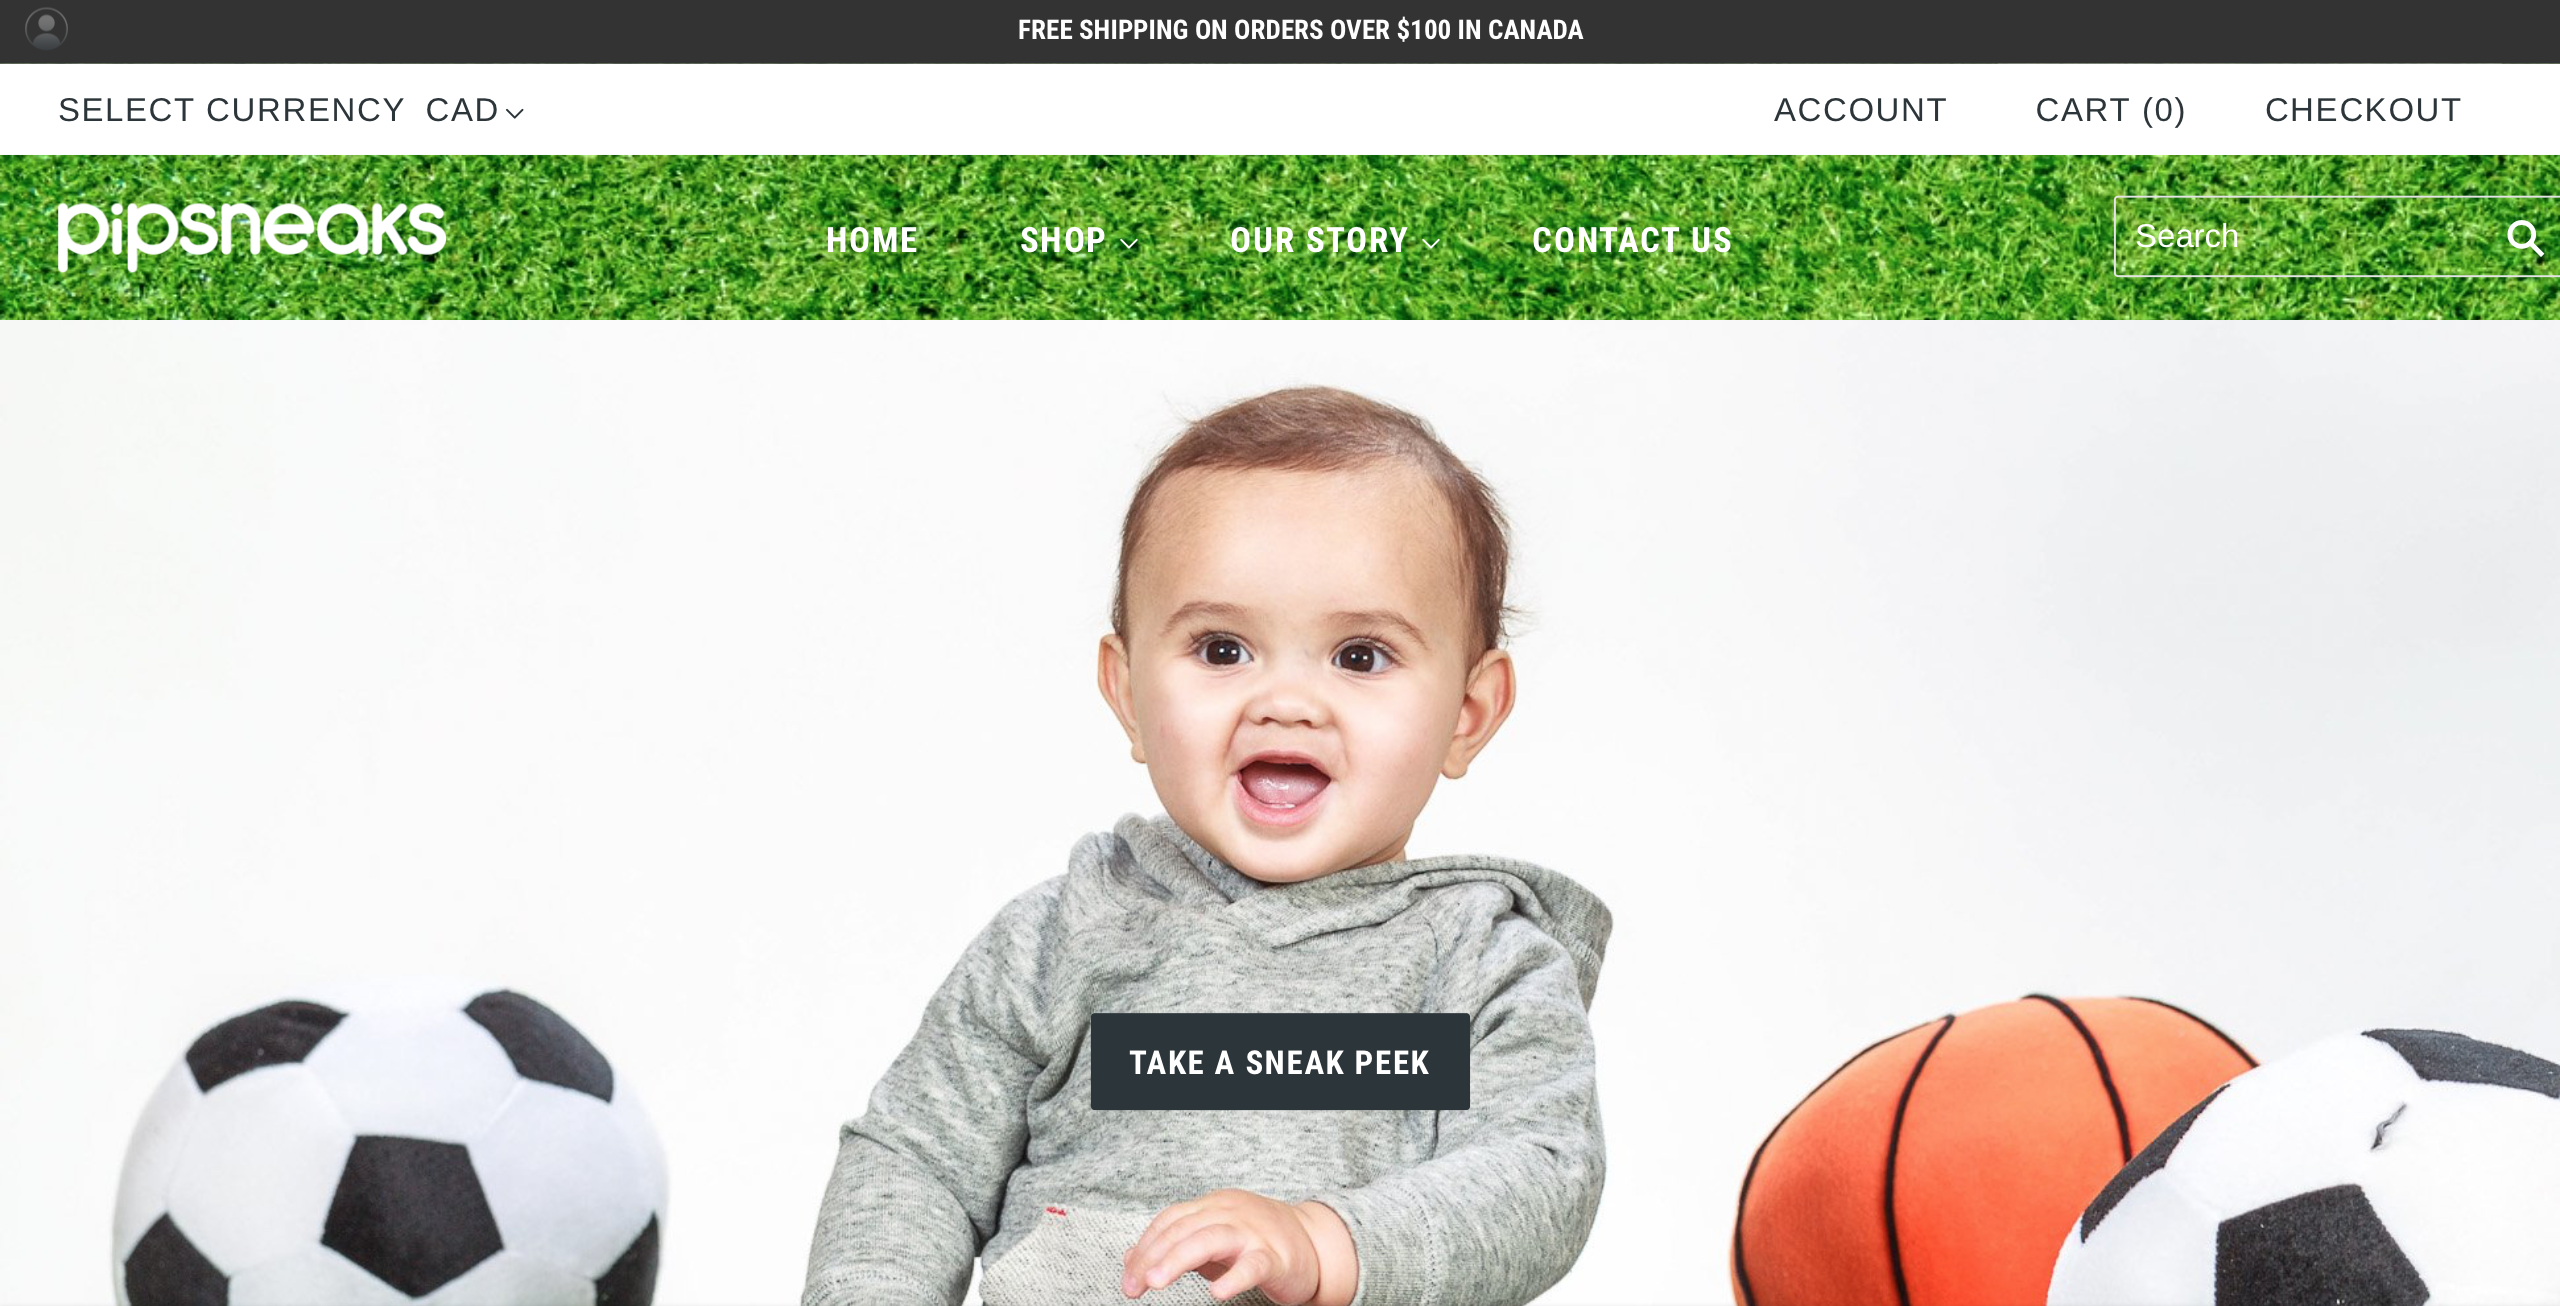 FREE SHIPPING ON ORDERS OVER $100 IN CANADA
SELECT CURRENCY CAD
ACCOUNT
CART (0)
CHECKOUT
pipsneaks
HOME
SHOP
OUR STORY
CONTACT US
Search
TAKE A SNEAK PEEK